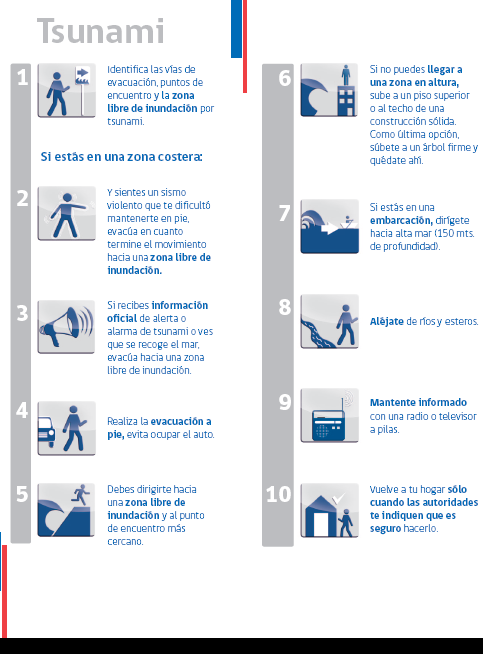 Tsunami
1
Identifica las vías de
evacuación, puntos de
encuentro y la zona
libre de inundación por
tsunami.
Si estás en una zona costera:
2
Y sientes un sismo
violento que te dificultó
mantenerte en pie,
evacúa en cuanto
termine el movimiento
hacia una zona libre de
inundación.
3
Si recibes información
oficial de alerta o
alarma de tsunami o ves
que se recoge el mar,
evacúa hacia una zona
libre de inundación.
4
Realiza la evacuación a
pie, evita ocupar el auto.
5
Debes dirigirte hacia
una zona libre de
inundación y al punto
de encuentro más
cercano.
6
Si no puedes llegar a
una zona en altura,
sube a un piso superior
o al techo de una
construcción sólida.
Como última opción,
súbete a un árbol firme y
quédate ahí.
7
Si estás en una
embarcación, dirígete
hacia alta mar (150 mts.
de profundidad).
8
Aléjate de ríos y esteros.
9
Mantente informado
con una radio o televisor
a pilas.
10
Vuelve a tu hogar sólo
cuando las autoridades
te indiquen que es
seguro hacerlo.